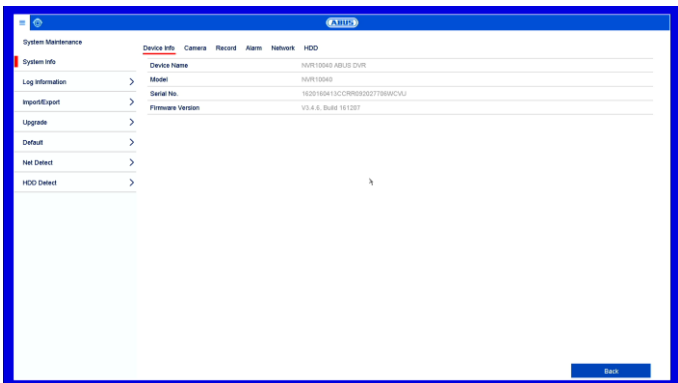 ABUS
System Maintenance
Device Info Camera Record Alarm Network HDD
System Info
Device Name NVR10040 ABUS DVR
Model NVR10040
Log Information
Serial No. 1620160413CCRR592027706WCVU
Import/Export
Firmware Version V3.4.6, Build 161207
Upgrade
Default
Net Detect
HDD Detect
Back